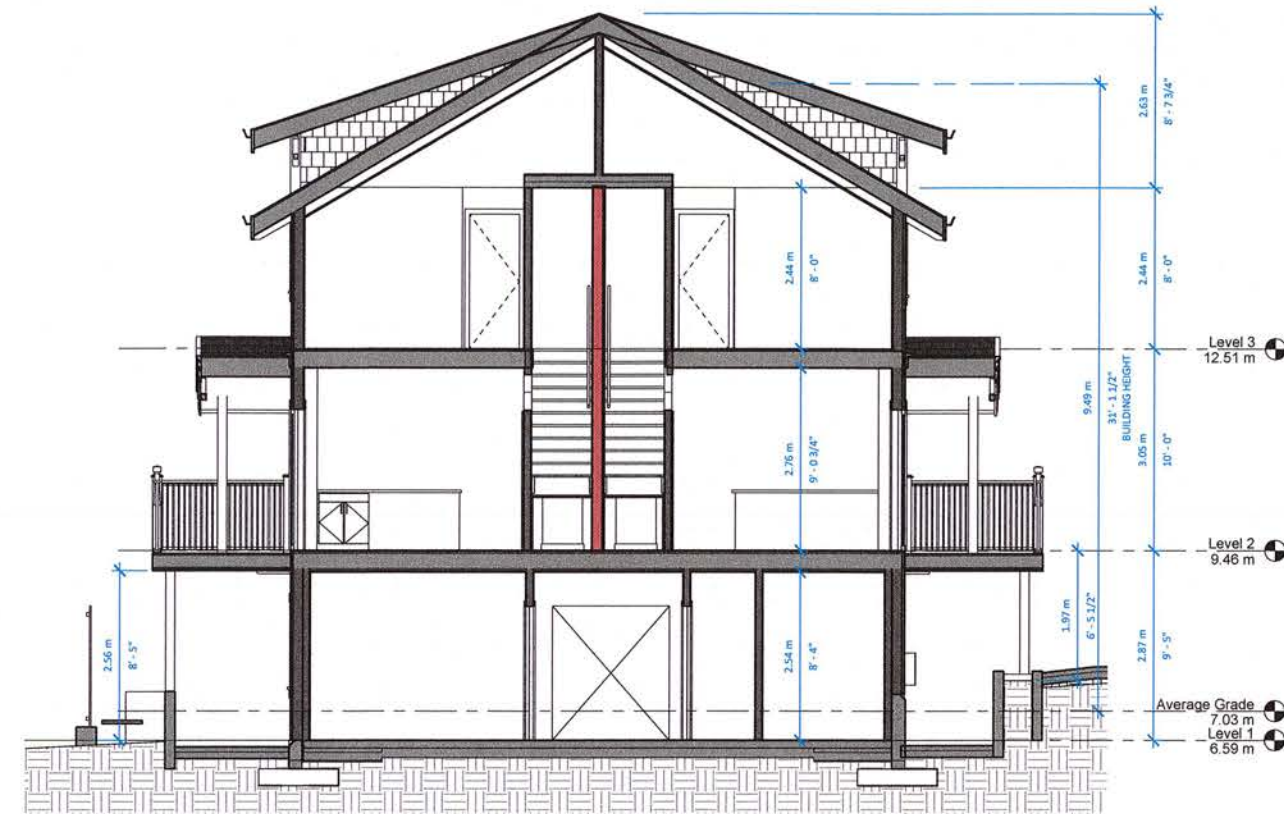 2.63 m
8' - 7 3/4"
2.44 m
8' - 0"
2.44 m
8' - 0"
Level 3
12.51 m
9.49 m
31' - 1 1/2"
BUILDING HEIGHT
2.76 m
9' - 0 3/4"
3.05 m
10' - 0"
Level 2
9.46 m
2.56 m
8' - 5"
2.54 m
8' - 4"
1.97 m
6' - 5 1/2"
2.87 m
9' - 5"
Average Grade
7.03 m
Level 1
6.59 m